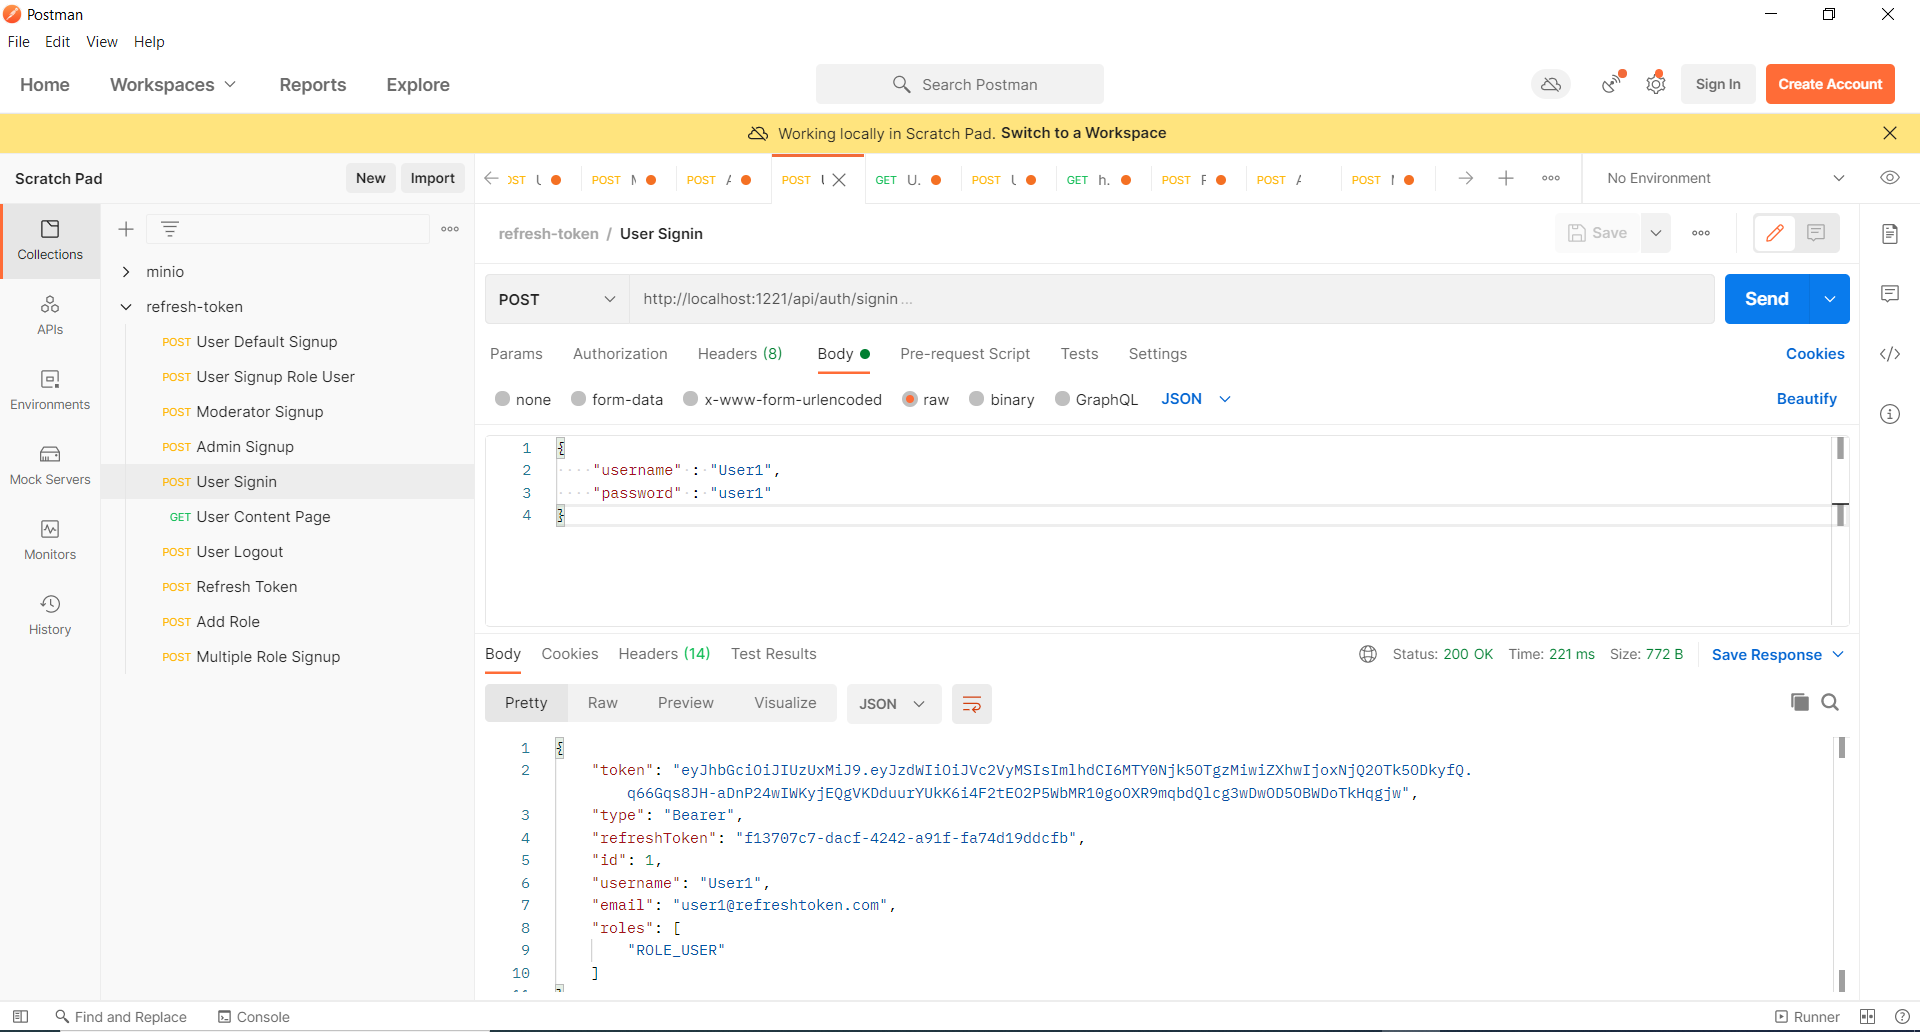 Postman
File Edit View Help
Home Workspaces Reports Explore
Search Postman
Sign In Create Account
Working locally in Scratch Pad. Switch to a Workspace
Scratch Pad New Import
POST POST POST GET U. POST GET h. POST POST POST
No Environment
Collections
APIs
Environments
Mock Servers
Monitors
History
minio
refresh-token
POST User Default Signup
POST User Signup Role User
POST Moderator Signup
POST Admin Signup
POST User Signin
GET User Content Page
POST User Logout
POST Refresh Token
POST Add Role
POST Multiple Role Signup
refresh-token / User Signin
Save
POST http://localhost:1221/api/auth/signin ...
Send
Params Authorization Headers (8) Body Pre-request Script Tests Settings Cookies
none form-data x-www-form-urlencoded raw binary GraphQL JSON Beautify
1 {
2 "username" : "User1",
3 "password" : "user1"
4 }
Body Cookies Headers (14) Test Results Status: 200 OK Time: 221 ms Size: 772 B Save Response
Pretty Raw Preview Visualize JSON
1 {
2 "token": "eyJhbGciOiJIUzUxMiJ9.eyJzdWIiOiJVc2VyMSIsImlhdCI6MTY0Njk5OTgzMiwiZXhwIjoxNjQ2OTk5ODkyfQ.
q66Gqs8JH-aDnP24wIWKyjEQgVKDduurYUkK6i4F2tEO2P5WbMR10goOXR9mqbdQlcg3wDwOD5OBWDoTkHqgjw",
3 "type": "Bearer",
4 "refreshToken": "f13707c7-dacf-4242-a91f-fa74d19ddcfb",
5 "id": 1,
6 "username": "User1",
7 "email": "user1@refreshtoken.com",
8 "roles": [
9 "ROLE_USER"
10 ]
Find and Replace Console Runner